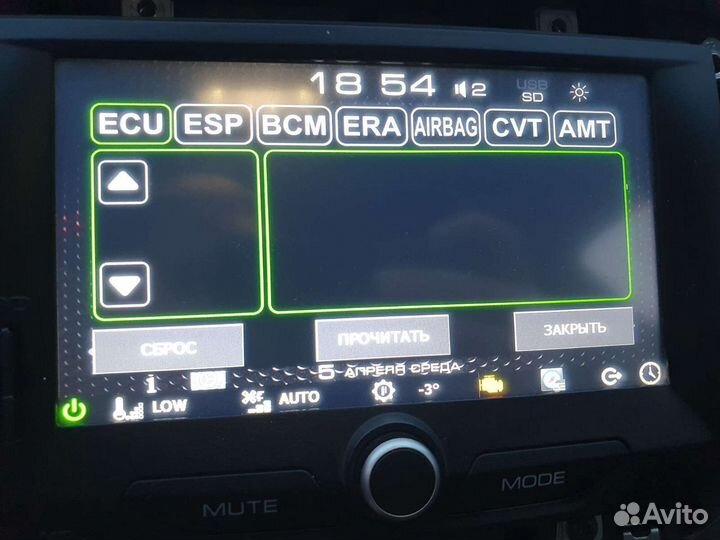 18 54 2 USB
SD
ECU ESP BCM ERA AIRBAG CVT AMT
СБРОС ПРОЧИТАТЬ ЗАКРЫТЬ
5 АПРЕЛЯ СРЕДА
i
LOW AUTO -3°
MUTE MODE
Avito